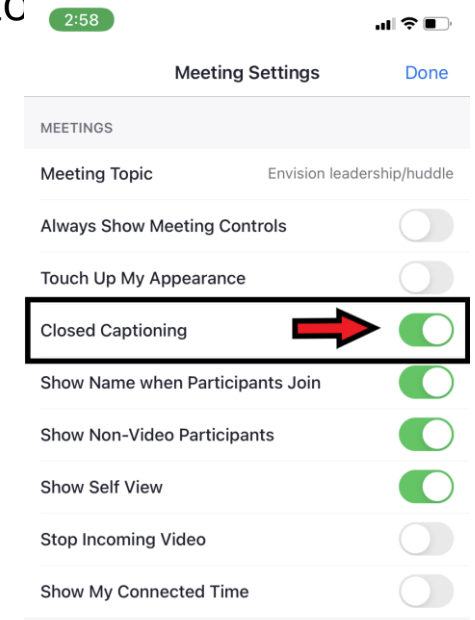 2:58
Meeting Settings
Done
MEETINGS
Meeting Topic Envision leadership/huddle
Always Show Meeting Controls
Touch Up My Appearance
Closed Captioning
Show Name when Participants Join
Show Non-Video Participants
Show Self View
Stop Incoming Video
Show My Connected Time